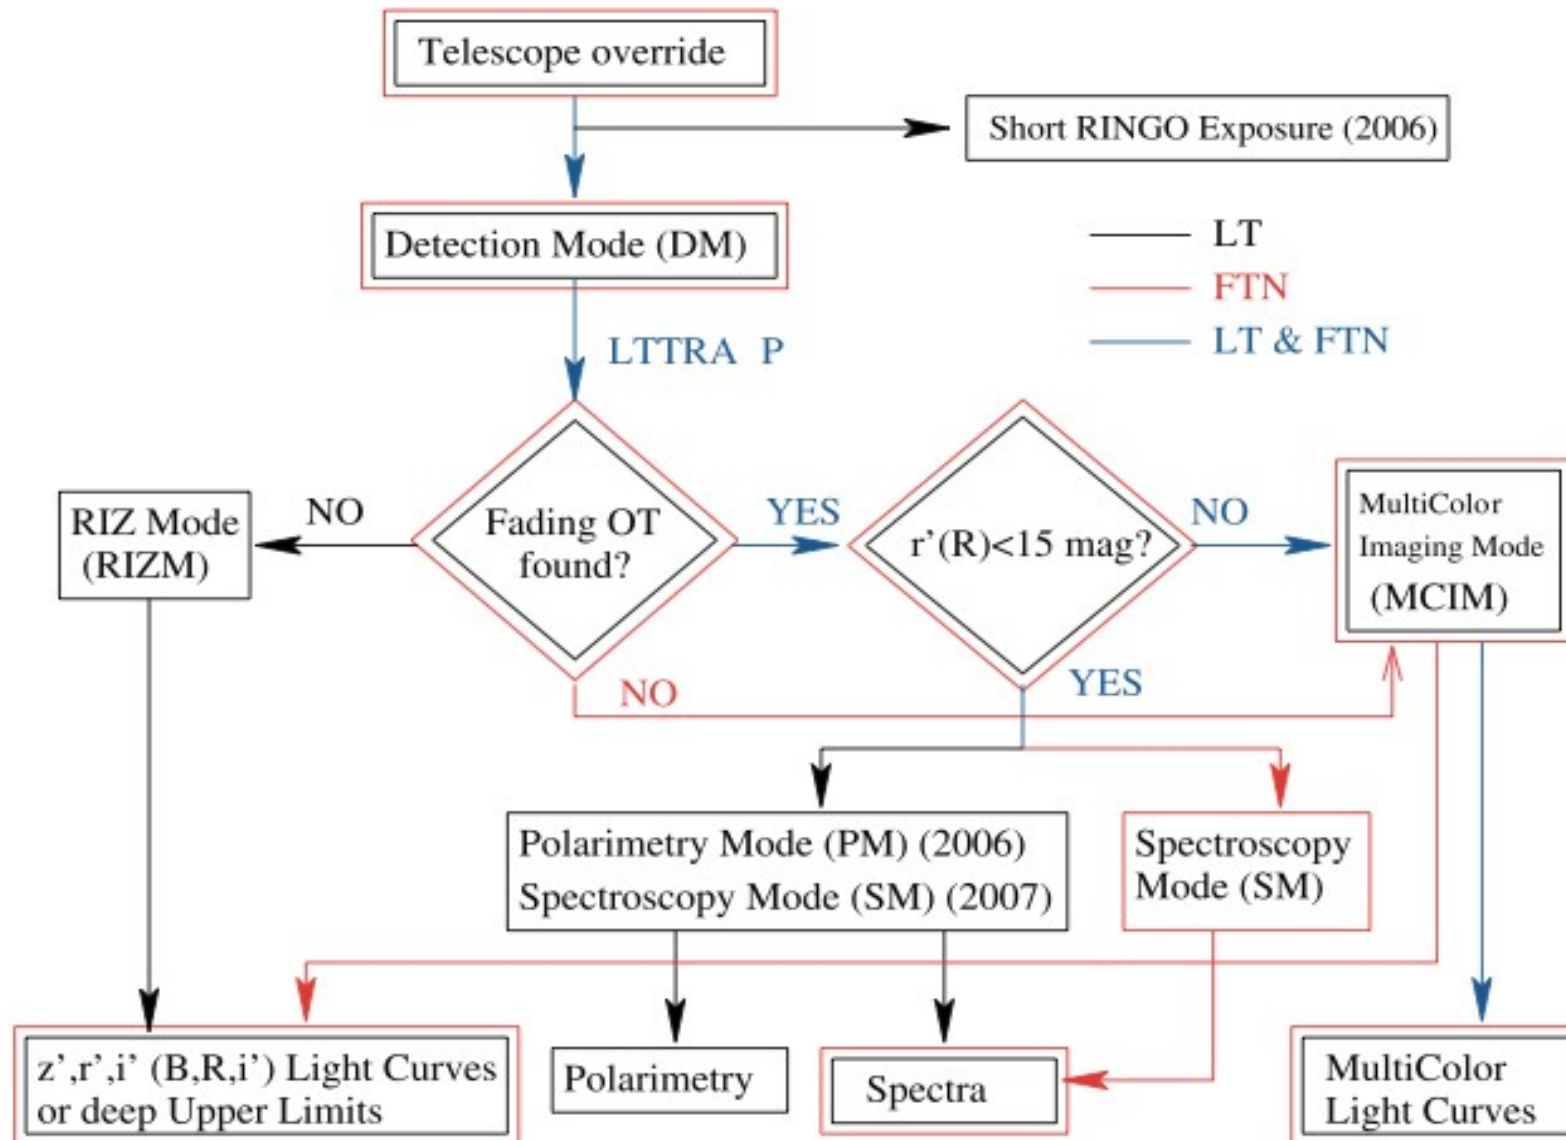 Telescope override
Short RINGO Exposure (2006)
Detection Mode (DM)
LT
FTN
LT & FTN
LTTRA P
RIZ Mode
(RIZM)
NO
Fading OT
found?
YES
r'(R)<15 mag?
NO
MultiColor
Imaging Mode
(MCIM)
NO
YES
Polarimetry Mode (PM) (2006)
Spectroscopy Mode (SM) (2007)
Spectroscopy
Mode (SM)
z',r',i' (B,R,i') Light Curves
or deep Upper Limits
Polarimetry
Spectra
MultiColor
Light Curves